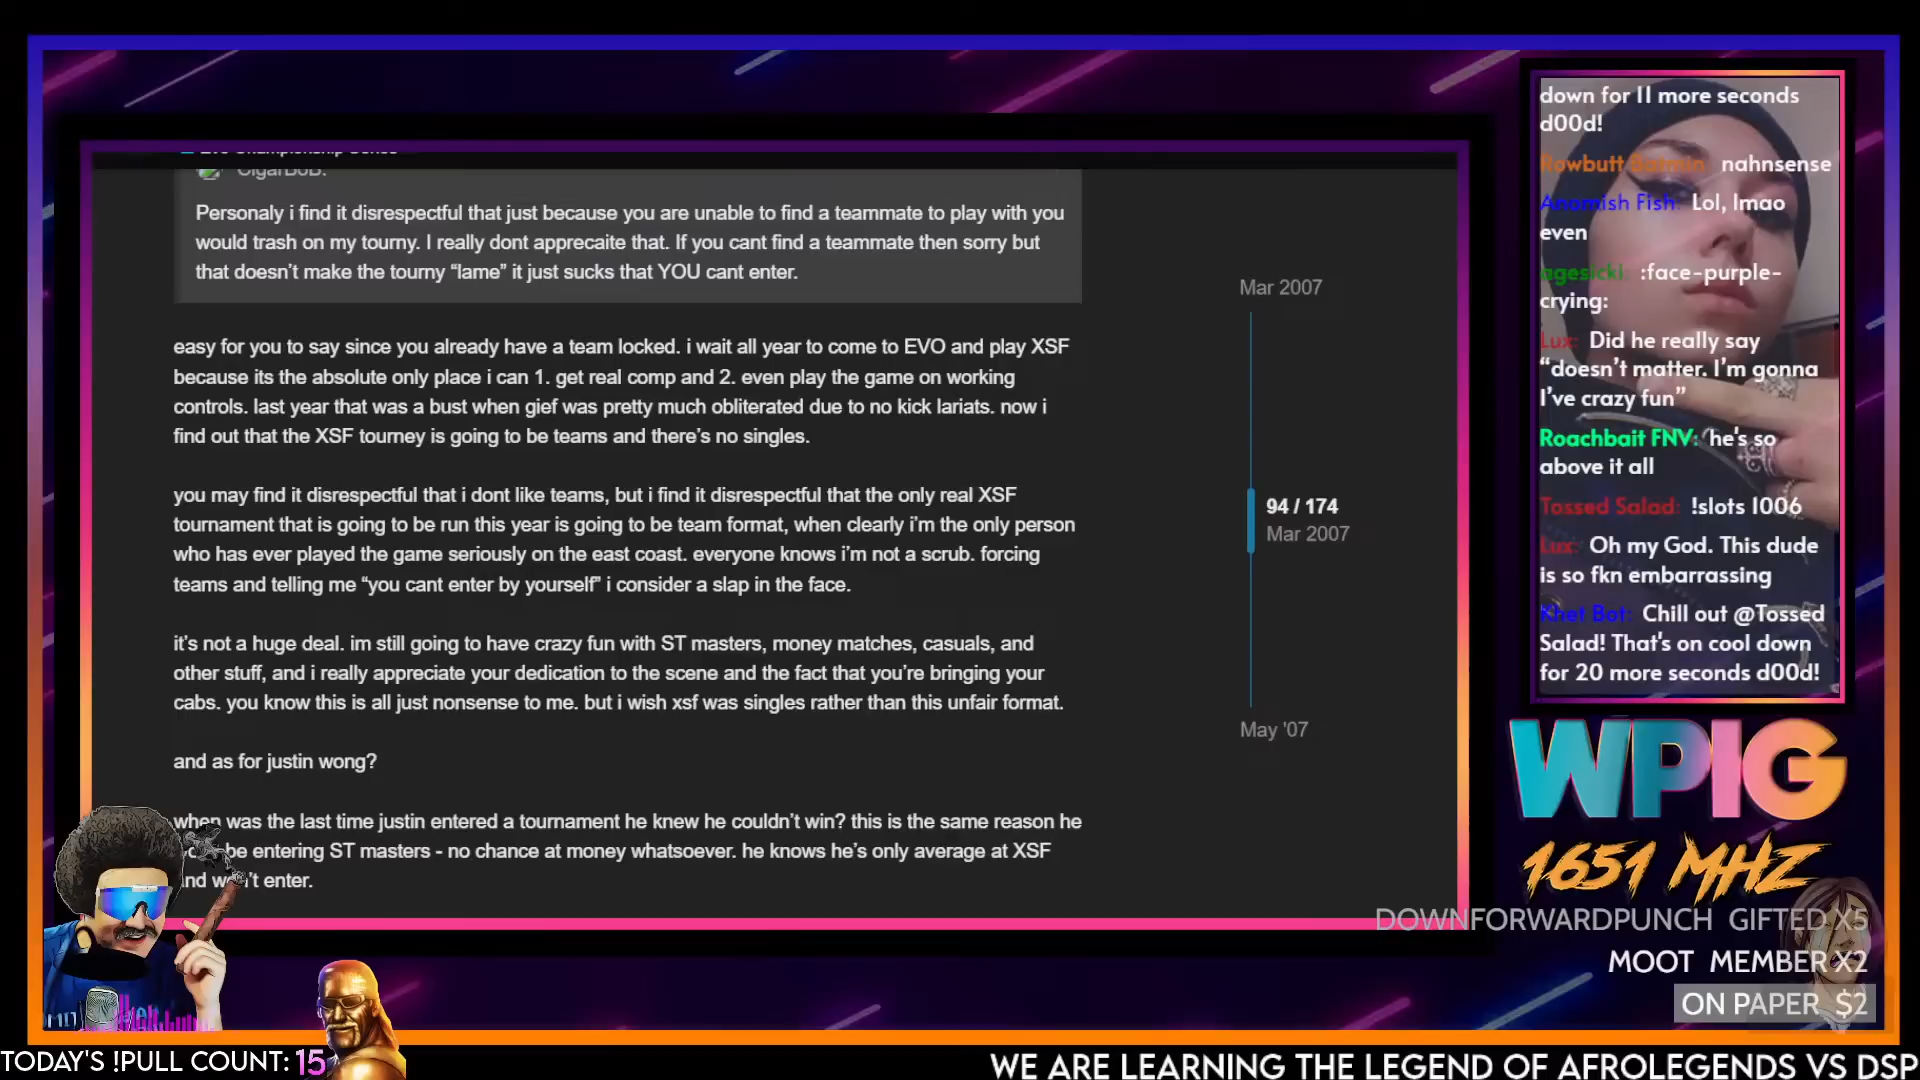 CigarBoB:
Personaly i find it disrespectful that just because you are unable to find a teammate to play with you
would trash on my tourny. I really dont apprecaite that. If you cant find a teammate then sorry but
that doesn't make the tourny “lame” it just sucks that YOU cant enter.
easy for you to say since you already have a team locked. i wait all year to come to EVO and play XSF
because its the absolute only place i can 1. get real comp and 2. even play the game on working
controls. last year that was a bust when gief was pretty much obliterated due to no kick lariats. now i
find out that the XSF tourney is going to be teams and there's no singles.
you may find it disrespectful that i dont like teams, but i find it disrespectful that the only real XSF
tournament that is going to be run this year is going to be team format, when clearly i'm the only person
who has ever played the game seriously on the east coast. everyone knows i'm not a scrub. forcing
teams and telling me “you cant enter by yourself” i consider a slap in the face.
it's not a huge deal. im still going to have crazy fun with ST masters, money matches, casuals, and
other stuff, and i really appreciate your dedication to the scene and the fact that you're bringing your
cabs. you know this is all just nonsense to me. but i wish xsf was singles rather than this unfair format.
and as for justin wong?
when was the last time justin entered a tournament he knew he couldn't win? this is the same reason he
be entering ST masters - no chance at money whatsoever. he knows he's only average at XSF
and won't enter.
Mar 2007
94 / 174
Mar 2007
May '07
down for 11 more seconds
d00d!
Rowbutt Batmin: nahnsense
Anamish Fish: Lol, lmao
even
agesicki: :face-purple-
crying:
Lux: Did he really say
“doesn't matter. I'm gonna
I've crazy fun”
Roachbait FNV: 'he's so
above it all
Tossed Salad: !slots 1006
Lux: Oh my God. This dude
is so fkn embarrassing
Khet Bot: Chill out @Tossed
Salad! That's on cool down
for 20 more seconds d00d!
WPIG
1651 MHZ
DOWNFORWARDPUNCH GIFTED X5
MOOT MEMBER X2
ON PAPER $2
TODAY'S !PULL COUNT: 15
WE ARE LEARNING THE LEGEND OF AFROLEGENDS VS DSP